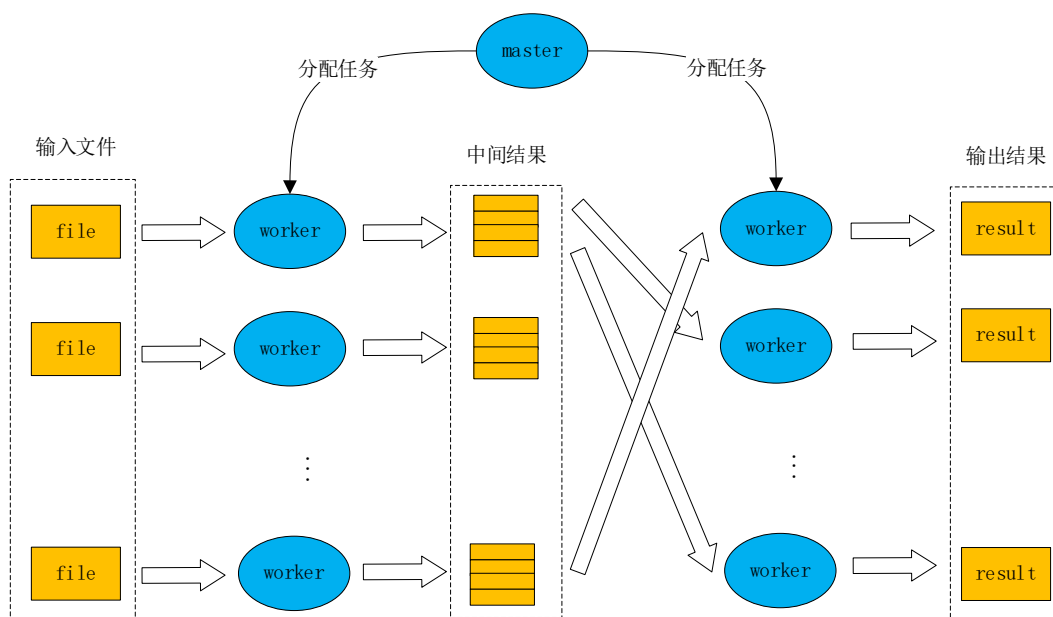 master
分配任务
分配任务
输入文件
中间结果
输出结果
file
worker
worker
result
file
worker
worker
result
...
...
file
worker
worker
result